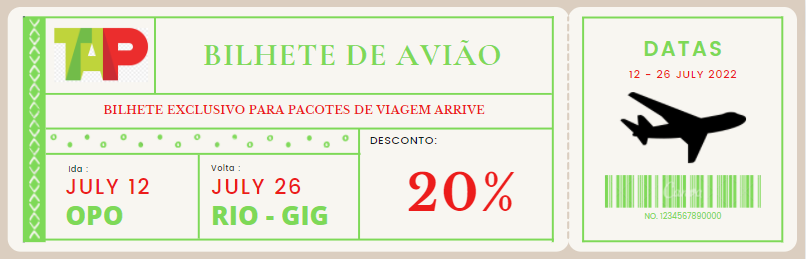 TAP
BILHETE DE AVIÃO
BILHETE EXCLUSIVO PARA PACOTES DE VIAGEM ARRIVE
Ida :
JULY 12
OPO
Volta :
JULY 26
RIO - GIG
DESCONTO:
20%
DATAS
12 - 26 JULY 2022
Canva
NO. 1234567890000